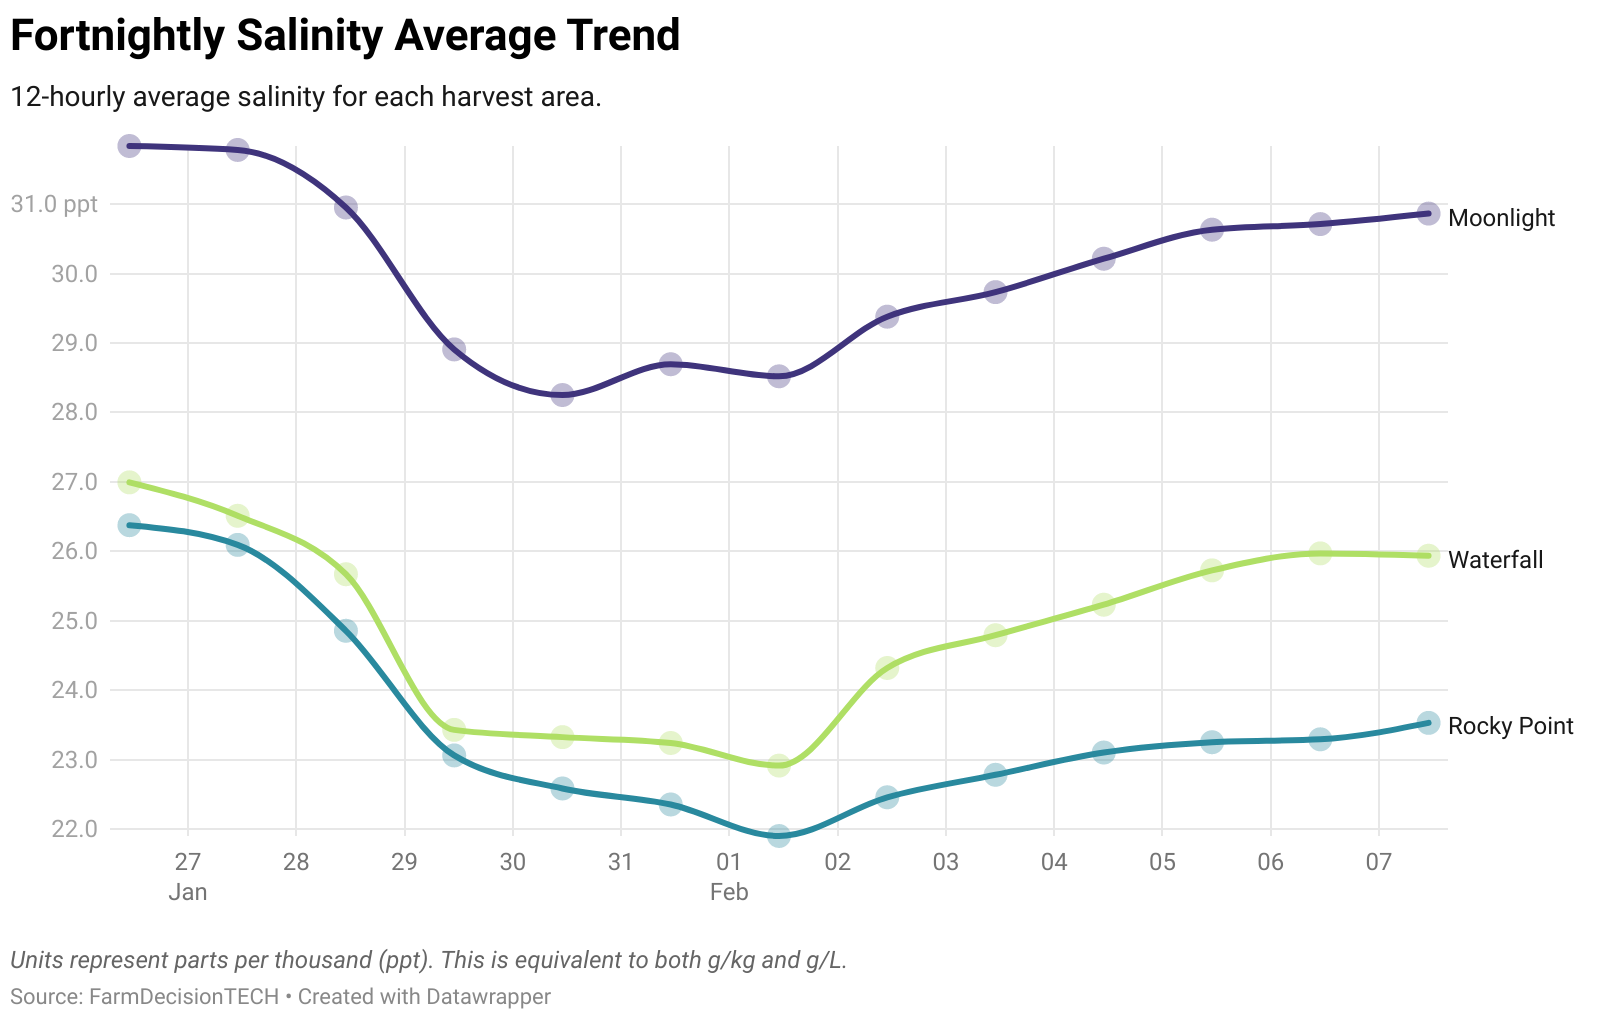 Fortnightly Salinity Average Trend
12-hourly average salinity for each harvest area.
31.0 ppt
30.0
29.0
28.0
27.0
26.0
25.0
24.0
23.0
22.0
Moonlight
Waterfall
Rocky Point
27 28 29 30 31 01 02 03 04 05 06 07
Jan Feb
Units represent parts per thousand (ppt). This is equivalent to both g/kg and g/L.
Source: FarmDecisionTECH • Created with Datawrapper